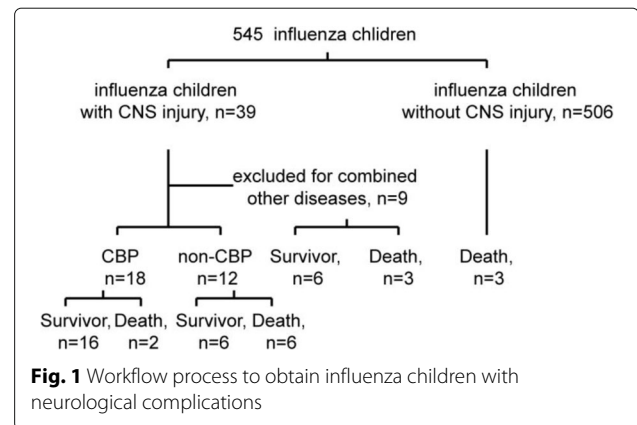 545 influenza chlidren
influenza children
with CNS injury, n=39
influenza children
without CNS injury, n=506
excluded for combined
other diseases, n=9
CBP
n=18
non-CBP
n=12
Survivor,
n=6
Death,
n=3
Death,
n=3
Survivor,
n=16
Death,
n=2
Survivor,
n=6
Death,
n=6
Fig. 1 Workflow process to obtain influenza children with
neurological complications